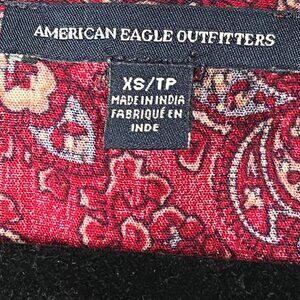 AMERICAN EAGLE OUTFITTERS
XS/TP
MADE IN INDIA
FABRIQUÉ EN
INDE